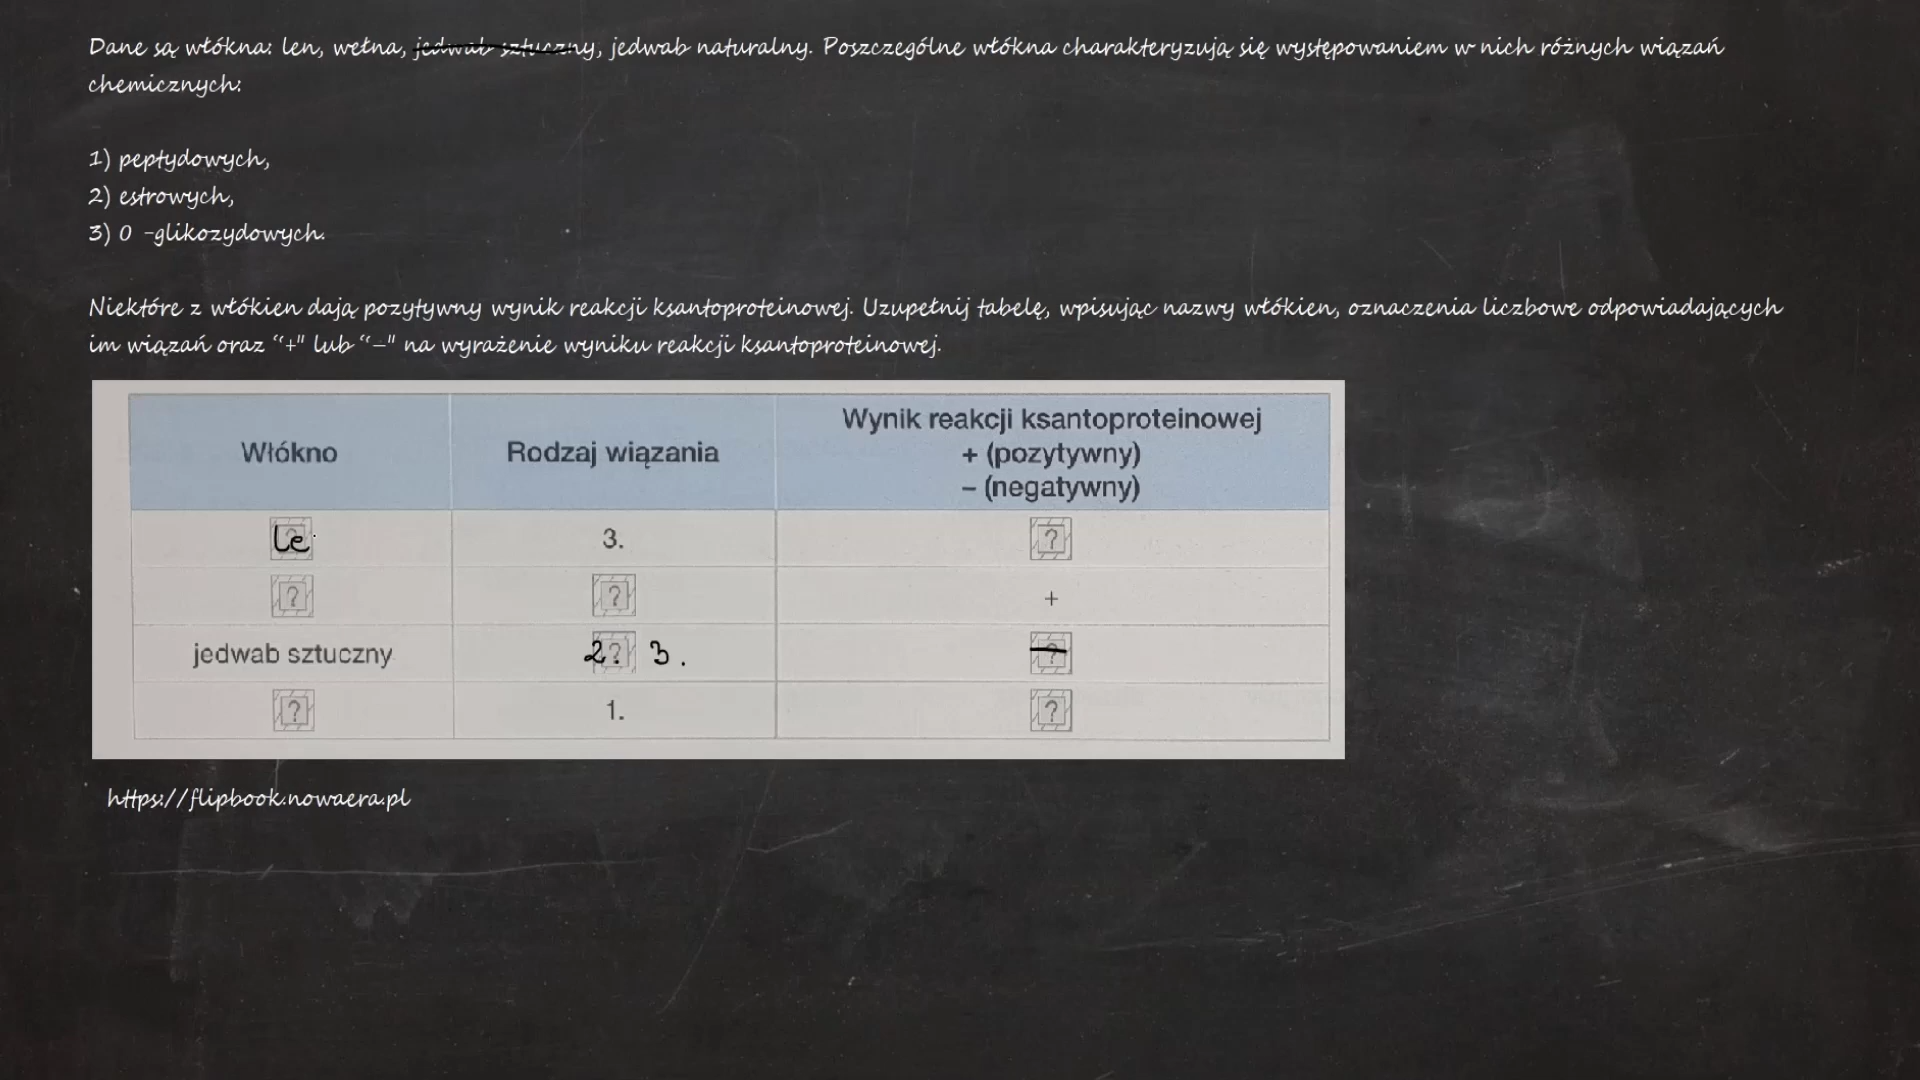 Dane są włókna: len, wełna, jedwab sztuczny, jedwab naturalny. Poszczególne włókna charakteryzują się występowaniem w nich różnych wiązań
chemicznych:
1) peptydowych,
2) estrowych,
3) O -glikozydowych.
Niektóre z włókien dają pozytywny wynik reakcji ksantoproteinowej. Uzupełnij tabelę, wpisując nazwy włókien, oznaczenia liczbowe odpowiadających
im wiązań oraz “+" lub “–" na wyrażenie wyniku reakcji ksantoproteinowej.
Włókno Rodzaj wiązania Wynik reakcji ksantoproteinowej
+ (pozytywny)
– (negatywny)
le ? 3. ?
? ? +
jedwab sztuczny 2? 3. – ?
? 1. ?
https://flipbook.nowaera.pl